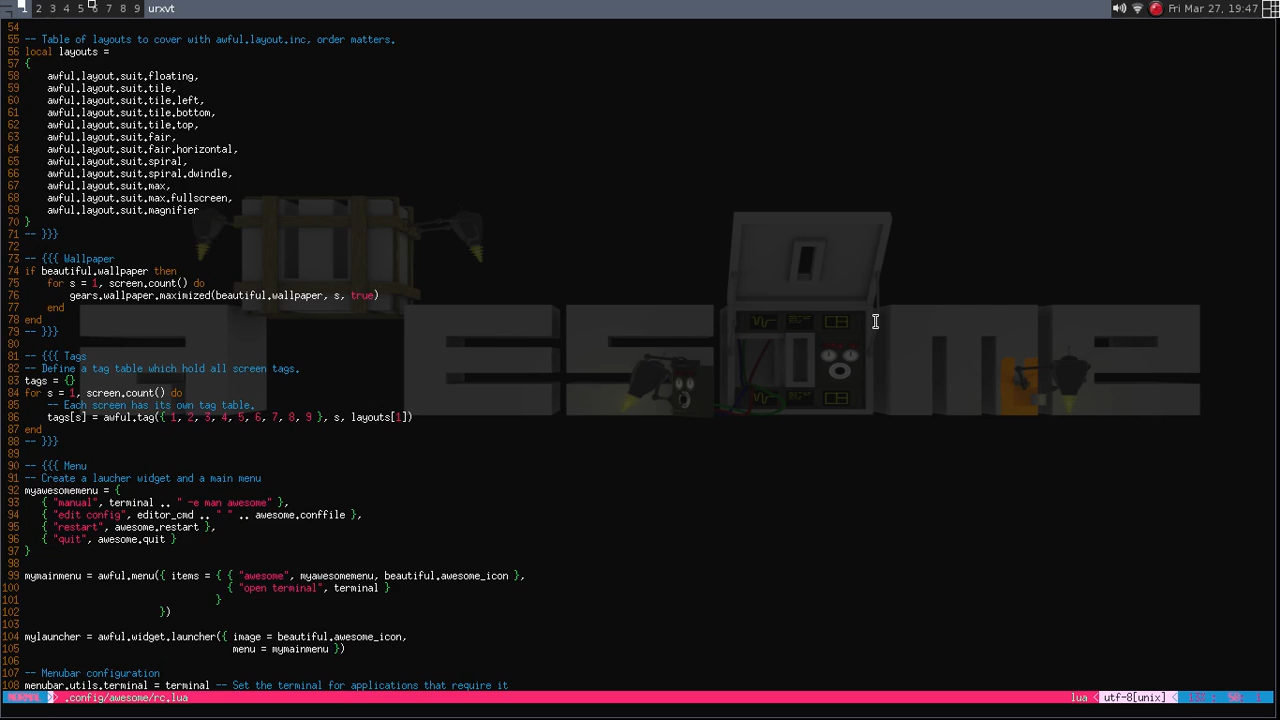 1 2 3 4 5 6 7 8 9 urxvt Fri Mar 27, 19:47
54
55 -- Table of layouts to cover with awful.layout.inc, order matters.
56 local layouts =
57 {
58     awful.layout.suit.floating,
59     awful.layout.suit.tile,
60     awful.layout.suit.tile.left,
61     awful.layout.suit.tile.bottom,
62     awful.layout.suit.tile.top,
63     awful.layout.suit.fair,
64     awful.layout.suit.fair.horizontal,
65     awful.layout.suit.spiral,
66     awful.layout.suit.spiral.dwindle,
67     awful.layout.suit.max,
68     awful.layout.suit.max.fullscreen,
69     awful.layout.suit.magnifier
70 }
71 -- }}}
72
73 -- {{{ Wallpaper
74 if beautiful.wallpaper then
75     for s = 1, screen.count() do
76         gears.wallpaper.maximized(beautiful.wallpaper, s, true)
77     end
78 end
79 -- }}}
80
81 -- {{{ Tags
82 -- Define a tag table which hold all screen tags.
83 tags = {}
84 for s = 1, screen.count() do
85     -- Each screen has its own tag table.
86     tags[s] = awful.tag({ 1, 2, 3, 4, 5, 6, 7, 8, 9 }, s, layouts[1])
87 end
88 -- }}}
89
90 -- {{{ Menu
91 -- Create a laucher widget and a main menu
92 myawesomemenu = {
93    { "manual", terminal .. " -e man awesome" },
94    { "edit config", editor_cmd .. " " .. awesome.conffile },
95    { "restart", awesome.restart },
96    { "quit", awesome.quit }
97 }
98
99 mymainmenu = awful.menu({ items = { { "awesome", myawesomemenu, beautiful.awesome_icon },
100                                     { "open terminal", terminal }
101                                   }
102                         })
103
104 mylauncher = awful.widget.launcher({ image = beautiful.awesome_icon,
105                                      menu = mymainmenu })
106
107 -- Menubar configuration
108 menubar.utils.terminal = terminal -- Set the terminal for applications that require it
.config/awesome/rc.lua lua utf-8[unix]
awesome